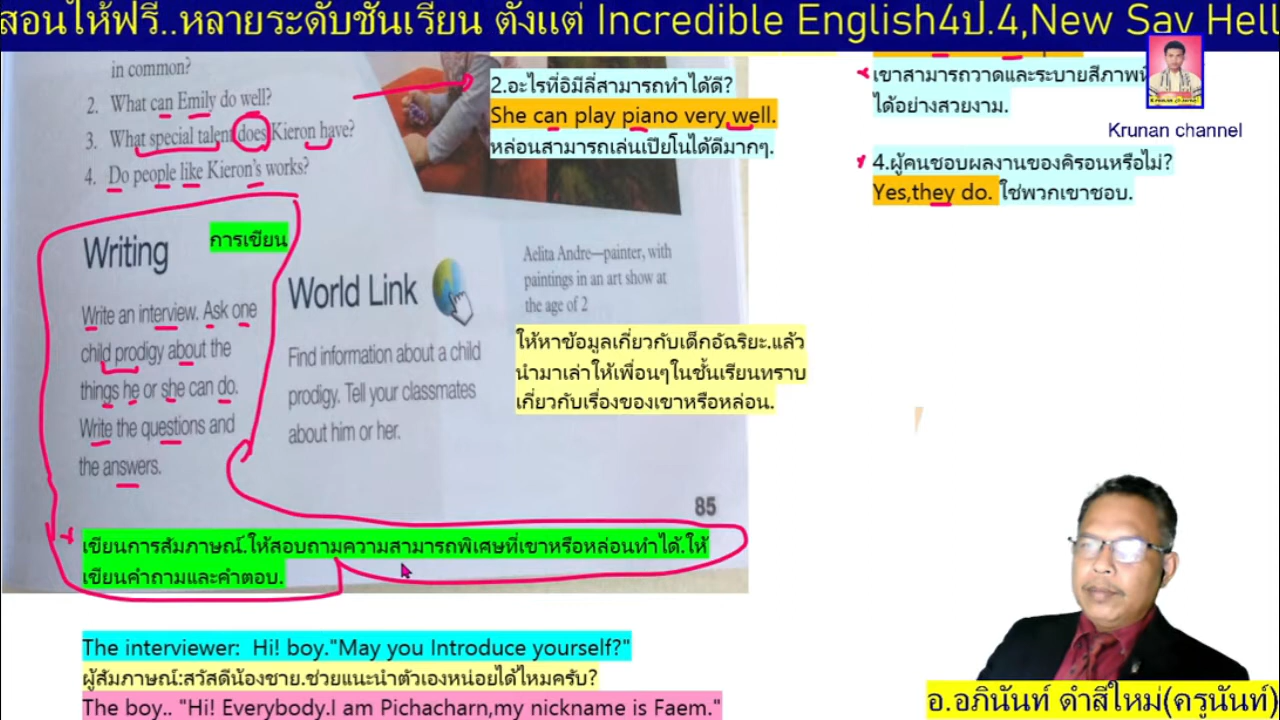 สอนให้ฟรี..หลายระดับชั้นเรียน ตั้งแต่ Incredible English4ป.4,New Say Hell
in common?
2. What can Emily do well?
3. What special talent does Kieron have?
4. Do people like Kieron's works?
2.อะไรที่อิมีลี่สามารถทำได้ดี?
She can play piano very well.
หล่อนสามารถเล่นเปียโนได้ดีมากๆ.
เขาสามารถวาดและระบายสีภาพ
ได้อย่างสวยงาม.
Krunan channel
4.ผู้คนชอบผลงานของคิรอนหรือไม่?
Yes,they do. ใช่พวกเขาชอบ.
Writing
การเขียน
Write an interview. Ask one
child prodigy about the
things he or she can do.
Write the questions and
the answers.
World Link
Find information about a child
prodigy. Tell your classmates
about him or her.
Aelita Andre—painter, with
paintings in an art show at
the age of 2
ให้หาข้อมูลเกี่ยวกับเด็กอัฉริยะ.แล้ว
นำมาเล่าให้เพื่อนๆในชั้นเรียนทราบ
เกี่ยวกับเรื่องของเขาหรือหล่อน.
85
เขียนการสัมภาษณ์.ให้สอบถามความสามารถพิเศษที่เขาหรือหล่อนทำได้.ให้
เขียนคำถามและคำตอบ.
The interviewer: Hi! boy."May you Introduce yourself?"
ผู้สัมภาษณ์:สวัสดีน้องชาย.ช่วยแนะนำตัวเองหน่อยได้ไหมครับ?
The boy.. "Hi! Everybody.I am Pichacharn,my nickname is Faem."
อ.อภินันท์ ดำสีใหม่(ครูนันท์)